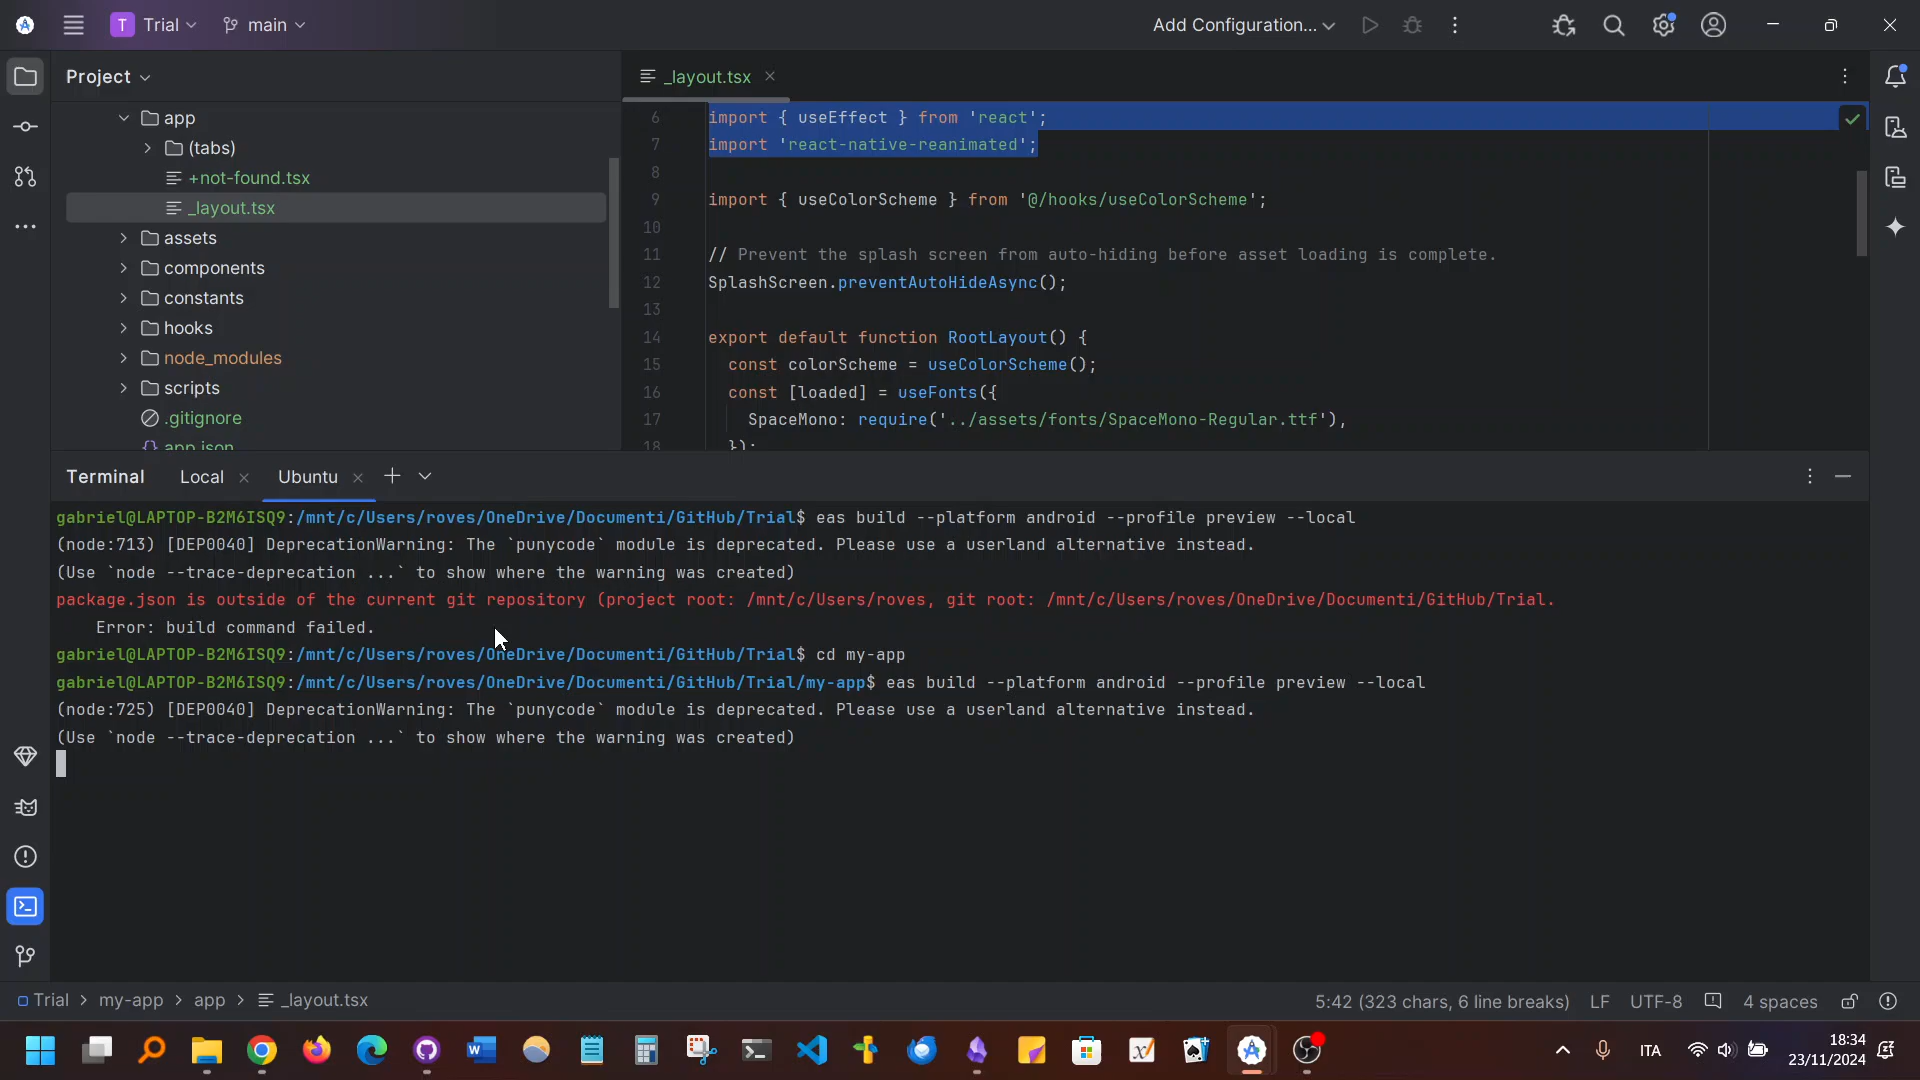 T Trial main Add Configuration...
Project
_layout.tsx
app
(tabs)
+not-found.tsx
_layout.tsx
assets
components
constants
hooks
node_modules
scripts
.gitignore
app.json
6 import { useEffect } from 'react';
7 import 'react-native-reanimated';
8
9 import { useColorScheme } from '@/hooks/useColorScheme';
10
11 // Prevent the splash screen from auto-hiding before asset loading is complete.
12 SplashScreen.preventAutoHideAsync();
13
14 export default function RootLayout() {
15 const colorScheme = useColorScheme();
16 const [loaded] = useFonts({
17 SpaceMono: require('../assets/fonts/SpaceMono-Regular.ttf'),
18 });
Terminal Local Ubuntu
gabriel@LAPTOP-B2M6ISQ9:/mnt/c/Users/roves/OneDrive/Documenti/GitHub/Trial$ eas build --platform android --profile preview --local
(node:713) [DEP0040] DeprecationWarning: The `punycode` module is deprecated. Please use a userland alternative instead.
(Use `node --trace-deprecation ...` to show where the warning was created)
package.json is outside of the current git repository (project root: /mnt/c/Users/roves, git root: /mnt/c/Users/roves/OneDrive/Documenti/GitHub/Trial.
Error: build command failed.
gabriel@LAPTOP-B2M6ISQ9:/mnt/c/Users/roves/OneDrive/Documenti/GitHub/Trial$ cd my-app
gabriel@LAPTOP-B2M6ISQ9:/mnt/c/Users/roves/OneDrive/Documenti/GitHub/Trial/my-app$ eas build --platform android --profile preview --local
(node:725) [DEP0040] DeprecationWarning: The `punycode` module is deprecated. Please use a userland alternative instead.
(Use `node --trace-deprecation ...` to show where the warning was created)
Trial > my-app > app > _layout.tsx
5:42 (323 chars, 6 line breaks) LF UTF-8 4 spaces
ITA
18:34
23/11/2024